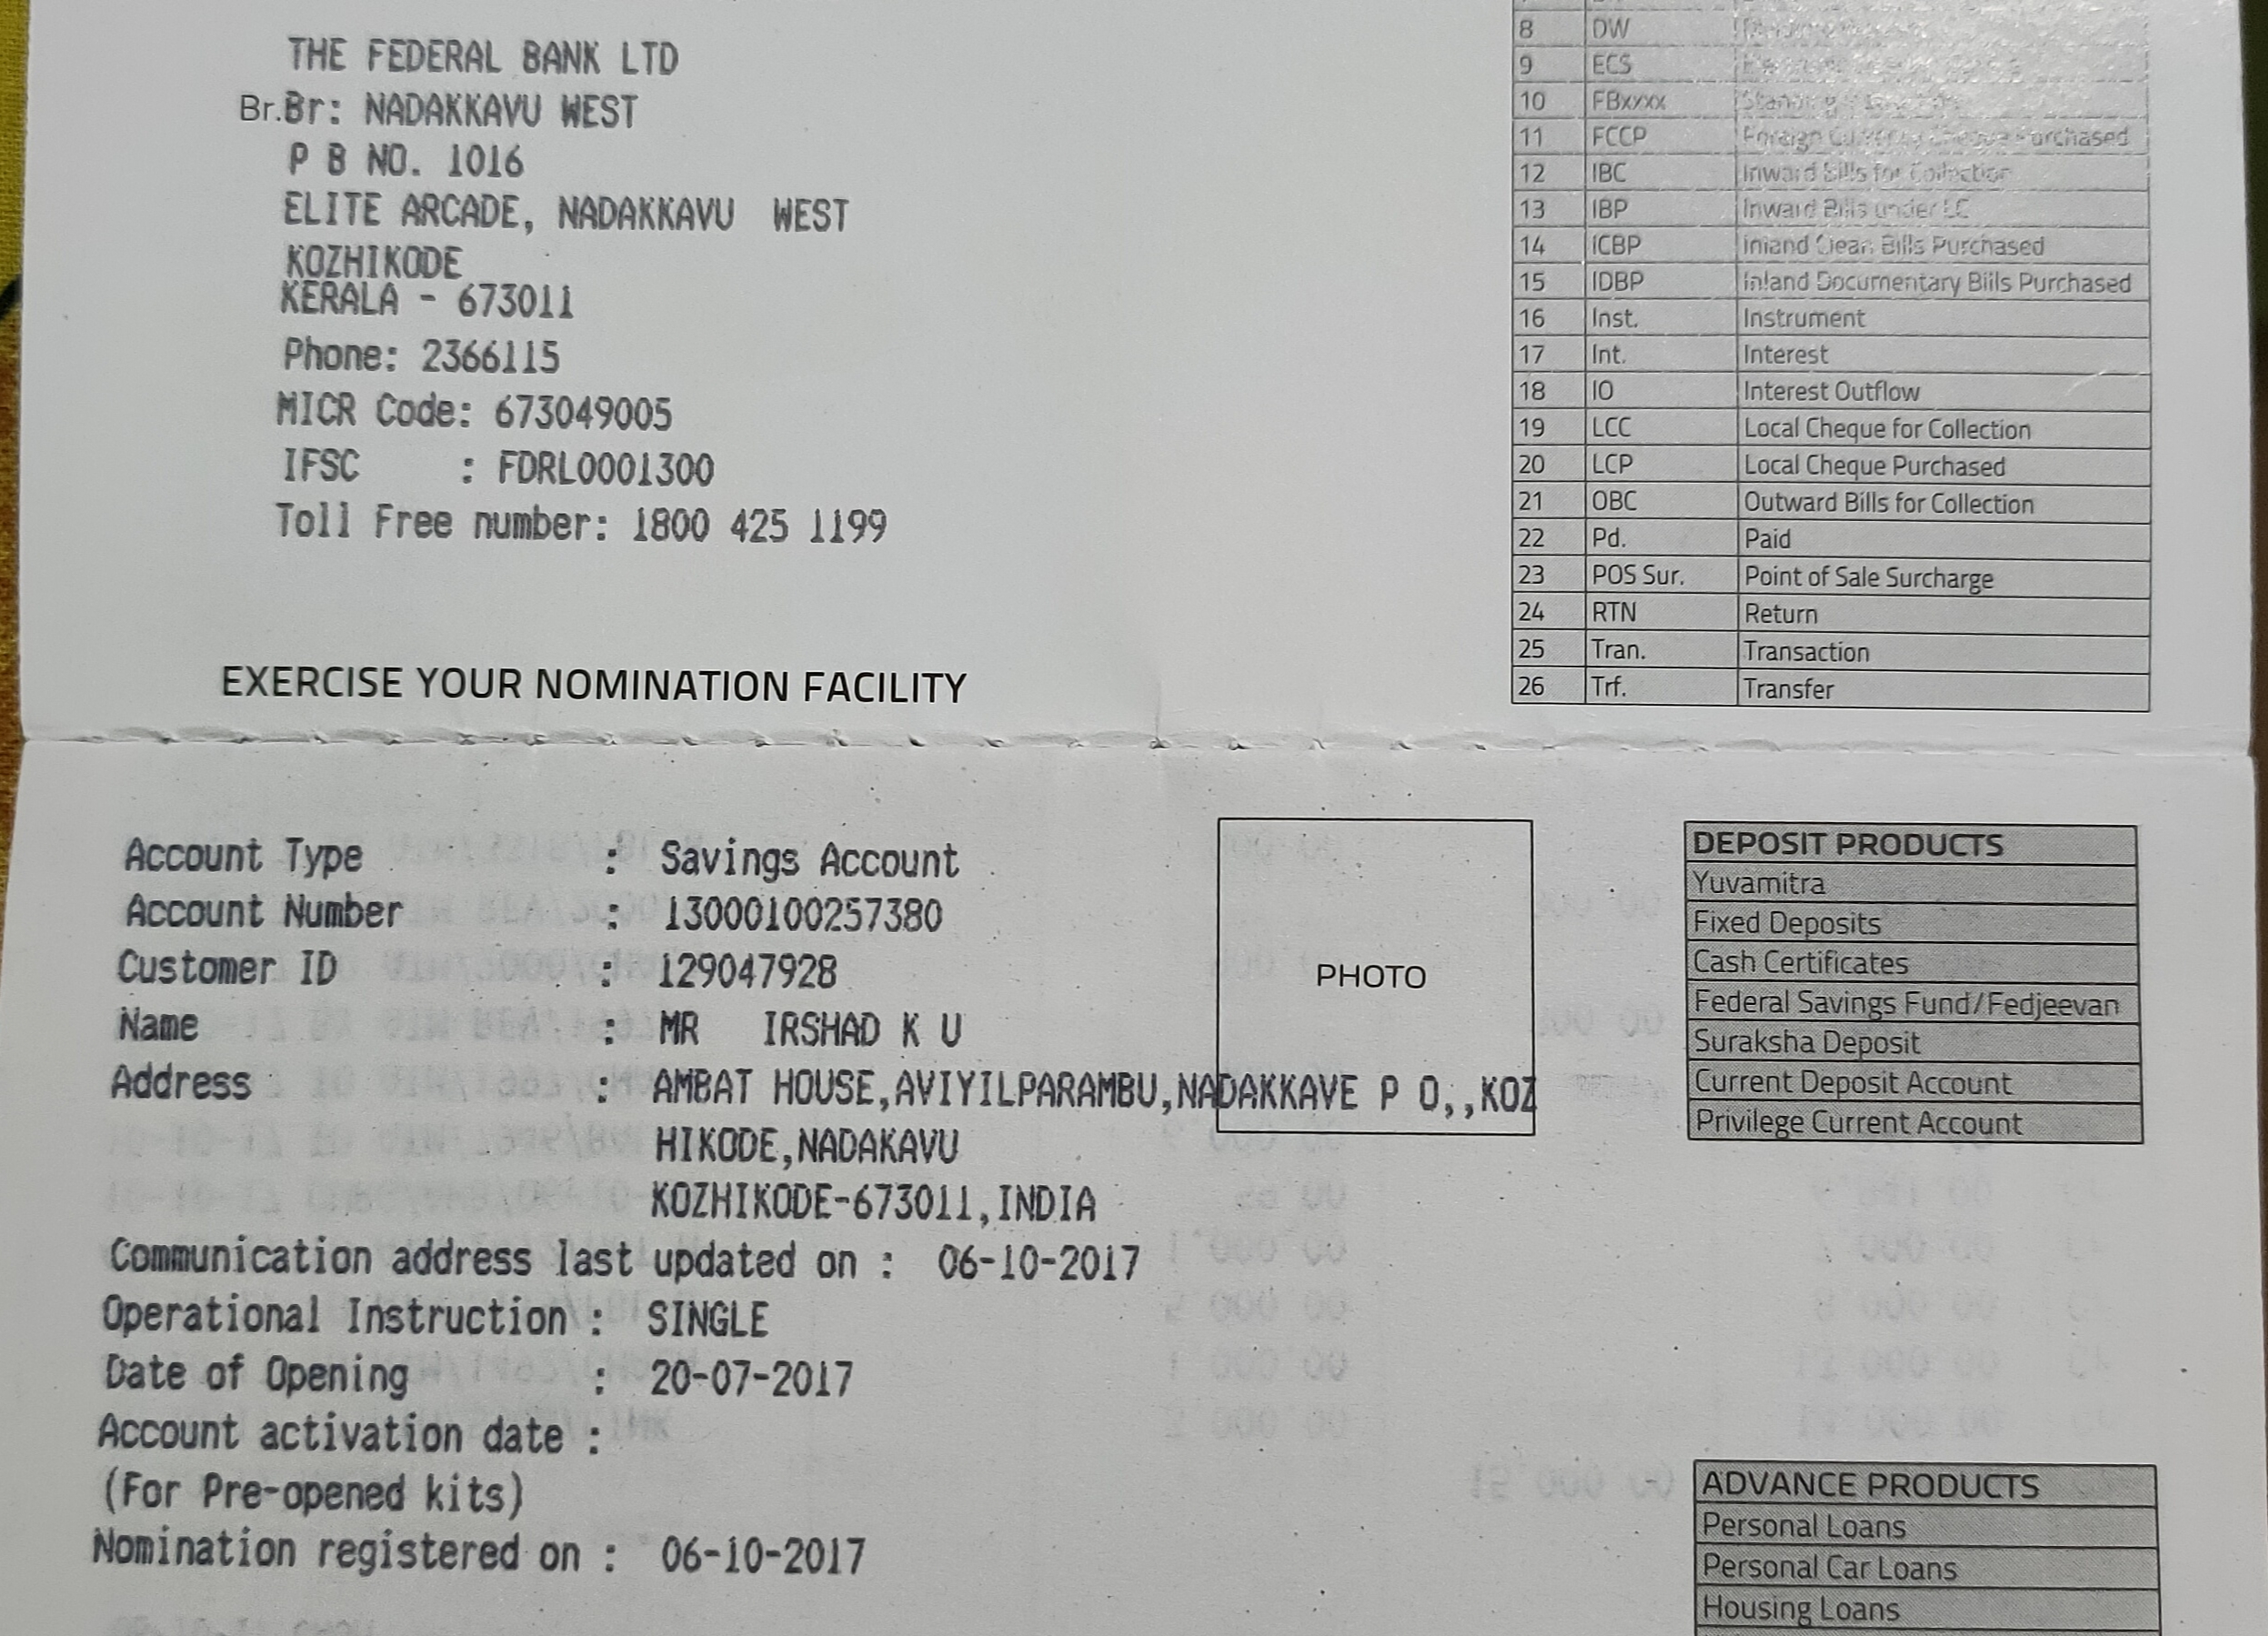 THE FEDERAL BANK LTD
Br.Br: NADAKKAVU WEST
P B NO. 1016
ELITE ARCADE, NADAKKAVU WEST
KOZHIKODE
KERALA - 673011
Phone: 2366115
MICR Code: 673049005
IFSC : FDRL0001300
Toll Free number: 1800 425 1199
EXERCISE YOUR NOMINATION FACILITY
8 DW
9 ECS
10 FBxxxx
11 FCCP Foreign Cheque Purchased
12 IBC Inward Bills for Collection
13 IBP Inward Bills under LC
14 ICBP Inland Clean Bills Purchased
15 IDBP Inland Documentary Bills Purchased
16 Inst. Instrument
17 Int. Interest
18 IO Interest Outflow
19 LCC Local Cheque for Collection
20 LCP Local Cheque Purchased
21 OBC Outward Bills for Collection
22 Pd. Paid
23 POS Sur. Point of Sale Surcharge
24 RTN Return
25 Tran. Transaction
26 Trf. Transfer
Account Type : Savings Account
Account Number : 13000100257380
Customer ID : 129047928
Name : MR IRSHAD K U
Address : AMBAT HOUSE,AVIYILPARAMBU,NADAKKAVE P O,,KOZ
HIKODE,NADAKAVU
KOZHIKODE-673011,INDIA
Communication address last updated on : 06-10-2017
Operational Instruction : SINGLE
Date of Opening : 20-07-2017
Account activation date :
(For Pre-opened kits)
Nomination registered on : 06-10-2017
PHOTO
DEPOSIT PRODUCTS
Yuvamitra
Fixed Deposits
Cash Certificates
Federal Savings Fund/Fedjeevan
Suraksha Deposit
Current Deposit Account
Privilege Current Account
ADVANCE PRODUCTS
Personal Loans
Personal Car Loans
Housing Loans